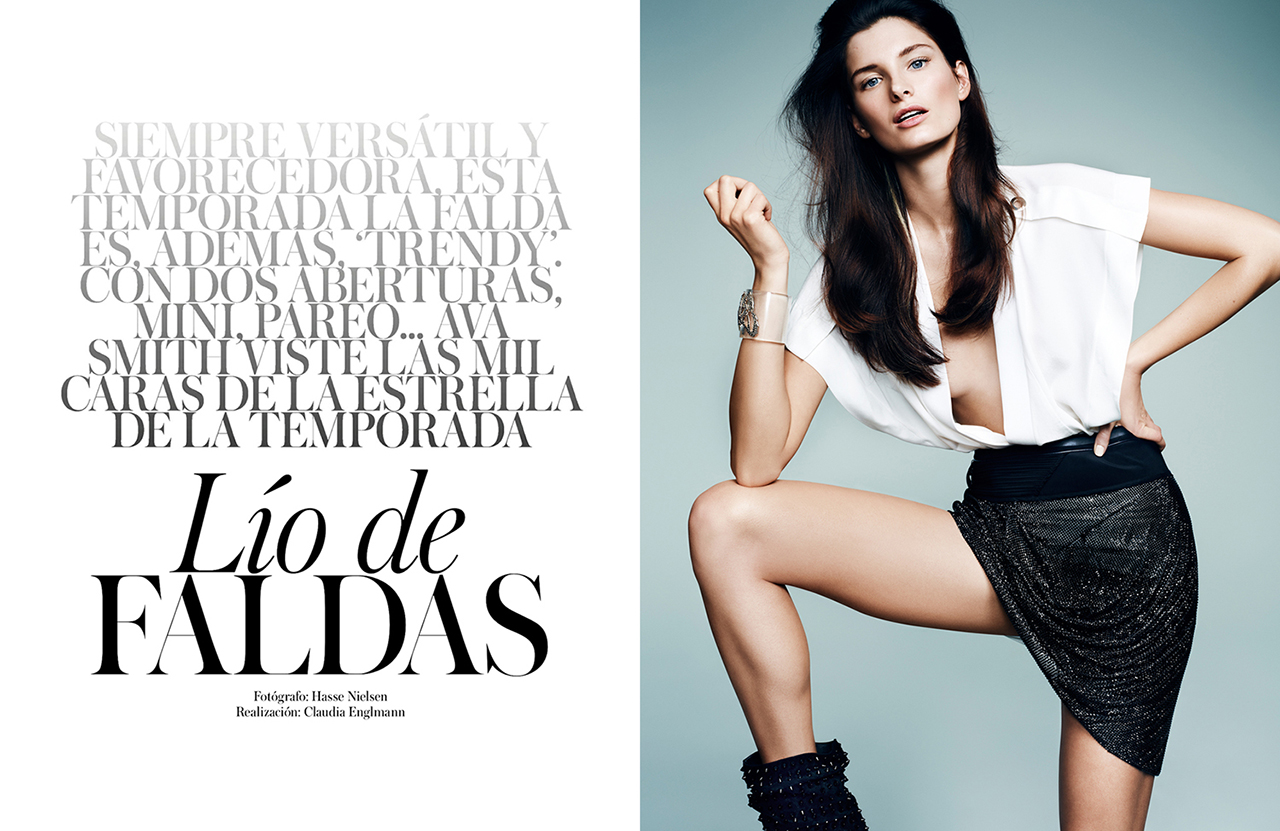 SIEMPRE VERSÁTIL Y
FAVORECEDORA, ESTA
TEMPORADA LA FALDA
ES, ADEMÁS, ‘TRENDY’.
CON DOS ABERTURAS,
MINI, PAREO... AVA
SMITH VISTE LAS MIL
CARAS DE LA ESTRELLA
DE LA TEMPORADA
Lío de
FALDAS
Fotógrafo: Hasse Nielsen
Realización: Claudia Englmann